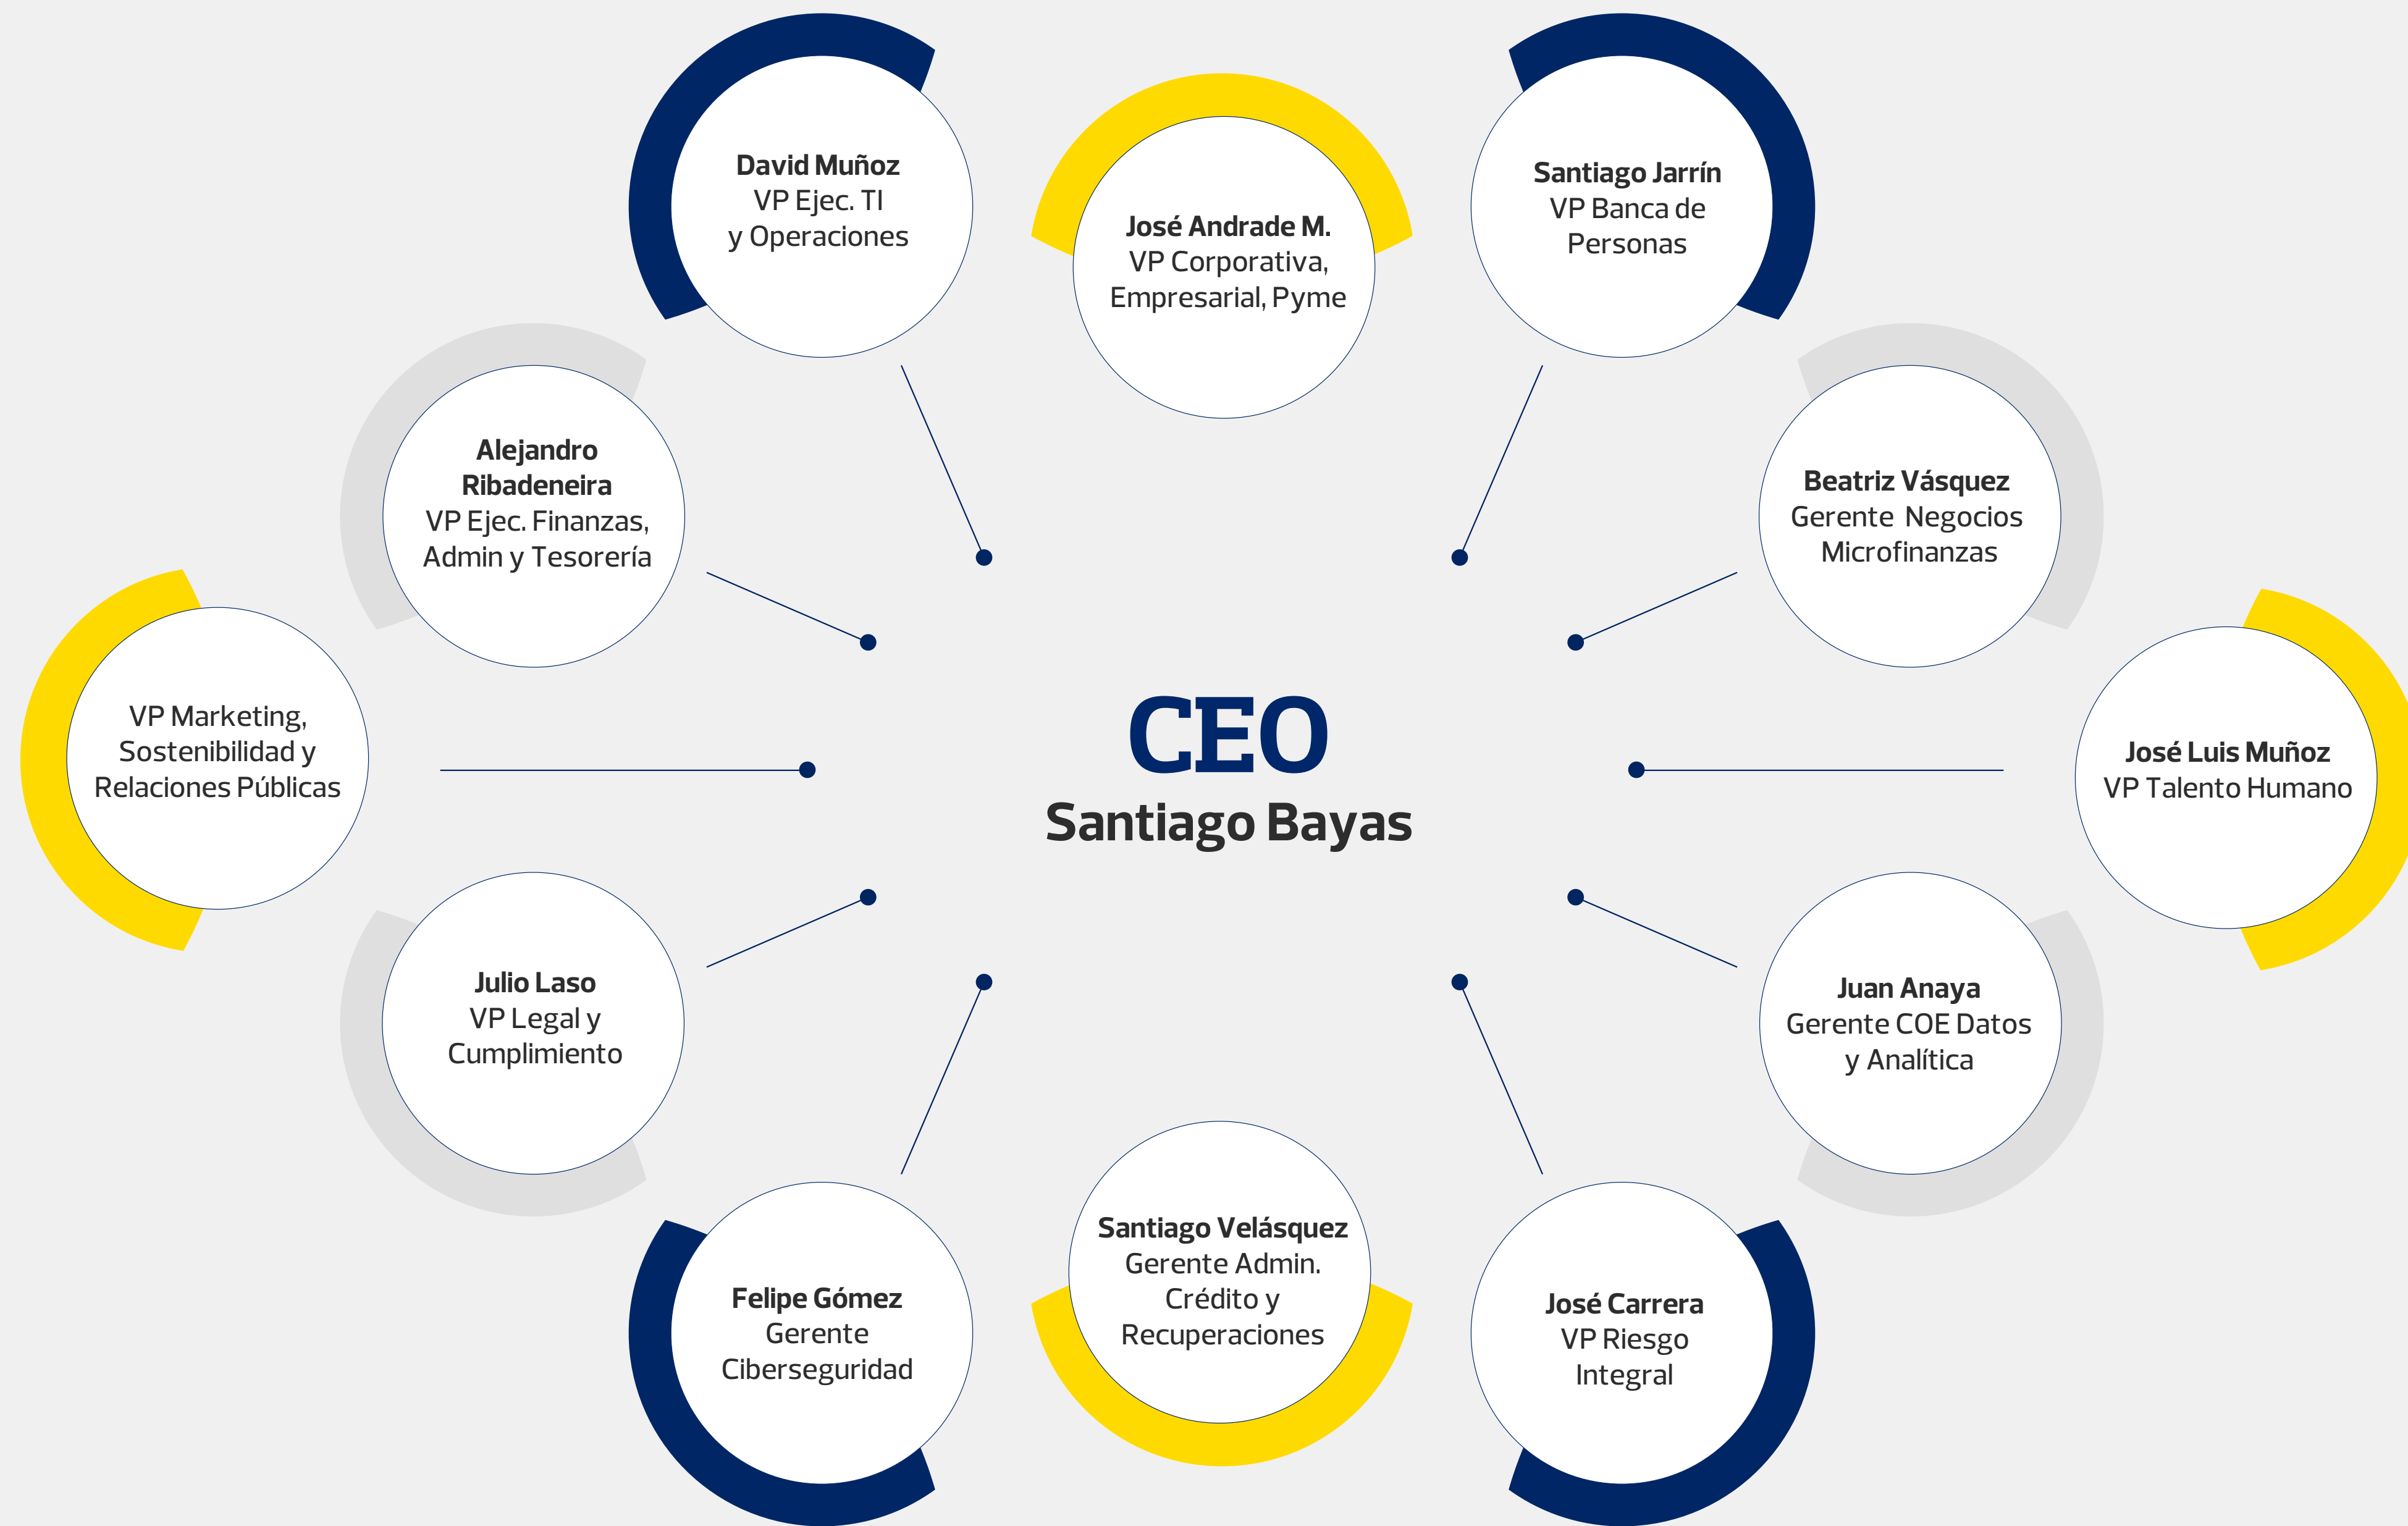 David Muñoz
VP Ejec. TI
y Operaciones
José Andrade M.
VP Corporativa,
Empresarial, Pyme
Santiago Jarrín
VP Banca de
Personas
Alejandro
Ribadeneira
VP Ejec. Finanzas,
Admin y Tesorería
Beatriz Vásquez
Gerente Negocios
Microfinanzas
VP Marketing,
Sostenibilidad y
Relaciones Públicas
CEO
Santiago Bayas
José Luis Muñoz
VP Talento Humano
Julio Laso
VP Legal y
Cumplimiento
Juan Anaya
Gerente COE Datos
y Analítica
Felipe Gómez
Gerente
Ciberseguridad
Santiago Velásquez
Gerente Admin.
Crédito y
Recuperaciones
José Carrera
VP Riesgo
Integral